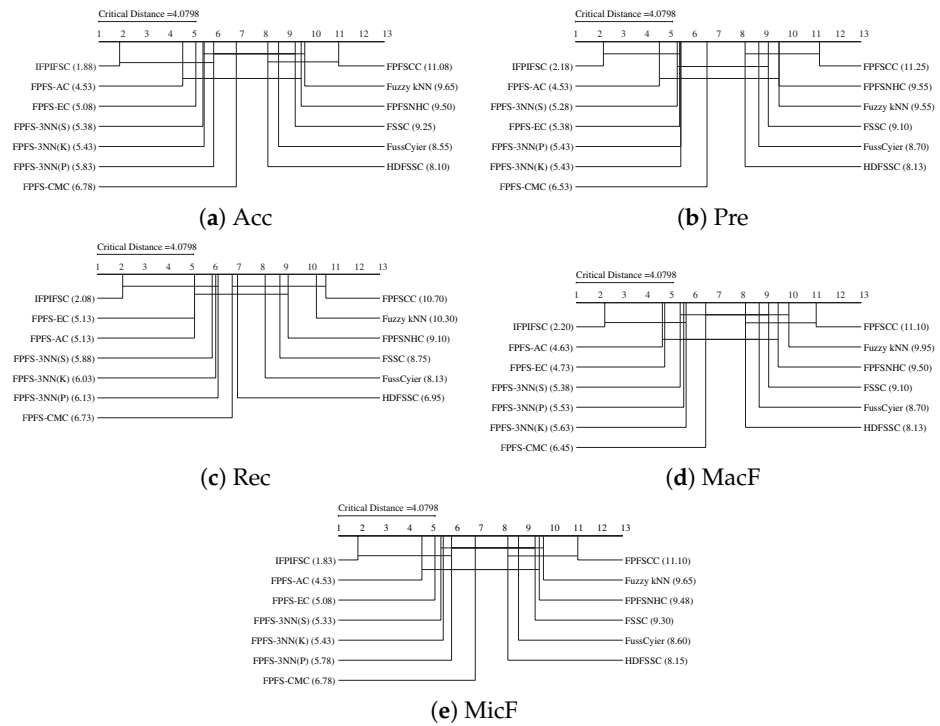 Critical Distance =4.0798
1 2 3 4 5 6 7 8 9 10 11 12 13
IFPIFSC (1.88)
FPFS-AC (4.53)
FPFS-EC (5.08)
FPFS-3NN(S) (5.38)
FPFS-3NN(K) (5.43)
FPFS-3NN(P) (5.83)
FPFS-CMC (6.78)
FPFSCC (11.08)
Fuzzy kNN (9.65)
FPFSNHC (9.50)
FSSC (9.25)
FussCyier (8.55)
HDFSSC (8.10)
(a) Acc
Critical Distance =4.0798
1 2 3 4 5 6 7 8 9 10 11 12 13
IFPIFSC (2.18)
FPFS-AC (4.53)
FPFS-3NN(S) (5.28)
FPFS-EC (5.38)
FPFS-3NN(P) (5.43)
FPFS-3NN(K) (5.43)
FPFS-CMC (6.53)
FPFSCC (11.25)
FPFSNHC (9.55)
Fuzzy kNN (9.55)
FSSC (9.10)
FussCyier (8.70)
HDFSSC (8.13)
(b) Pre
Critical Distance =4.0798
1 2 3 4 5 6 7 8 9 10 11 12 13
IFPIFSC (2.08)
FPFS-EC (5.13)
FPFS-AC (5.13)
FPFS-3NN(S) (5.88)
FPFS-3NN(K) (6.03)
FPFS-3NN(P) (6.13)
FPFS-CMC (6.73)
FPFSCC (10.70)
Fuzzy kNN (10.30)
FPFSNHC (9.10)
FSSC (8.75)
FussCyier (8.13)
HDFSSC (6.95)
(c) Rec
Critical Distance =4.0798
1 2 3 4 5 6 7 8 9 10 11 12 13
IFPIFSC (2.20)
FPFS-AC (4.63)
FPFS-EC (4.73)
FPFS-3NN(S) (5.38)
FPFS-3NN(P) (5.53)
FPFS-3NN(K) (5.63)
FPFS-CMC (6.45)
FPFSCC (11.10)
Fuzzy kNN (9.95)
FPFSNHC (9.50)
FSSC (9.10)
FussCyier (8.70)
HDFSSC (8.13)
(d) MacF
Critical Distance =4.0798
1 2 3 4 5 6 7 8 9 10 11 12 13
IFPIFSC (1.83)
FPFS-AC (4.53)
FPFS-EC (5.08)
FPFS-3NN(S) (5.33)
FPFS-3NN(K) (5.43)
FPFS-3NN(P) (5.78)
FPFS-CMC (6.78)
FPFSCC (11.10)
Fuzzy kNN (9.65)
FPFSNHC (9.48)
FSSC (9.30)
FussCyier (8.60)
HDFSSC (8.15)
(e) MicF